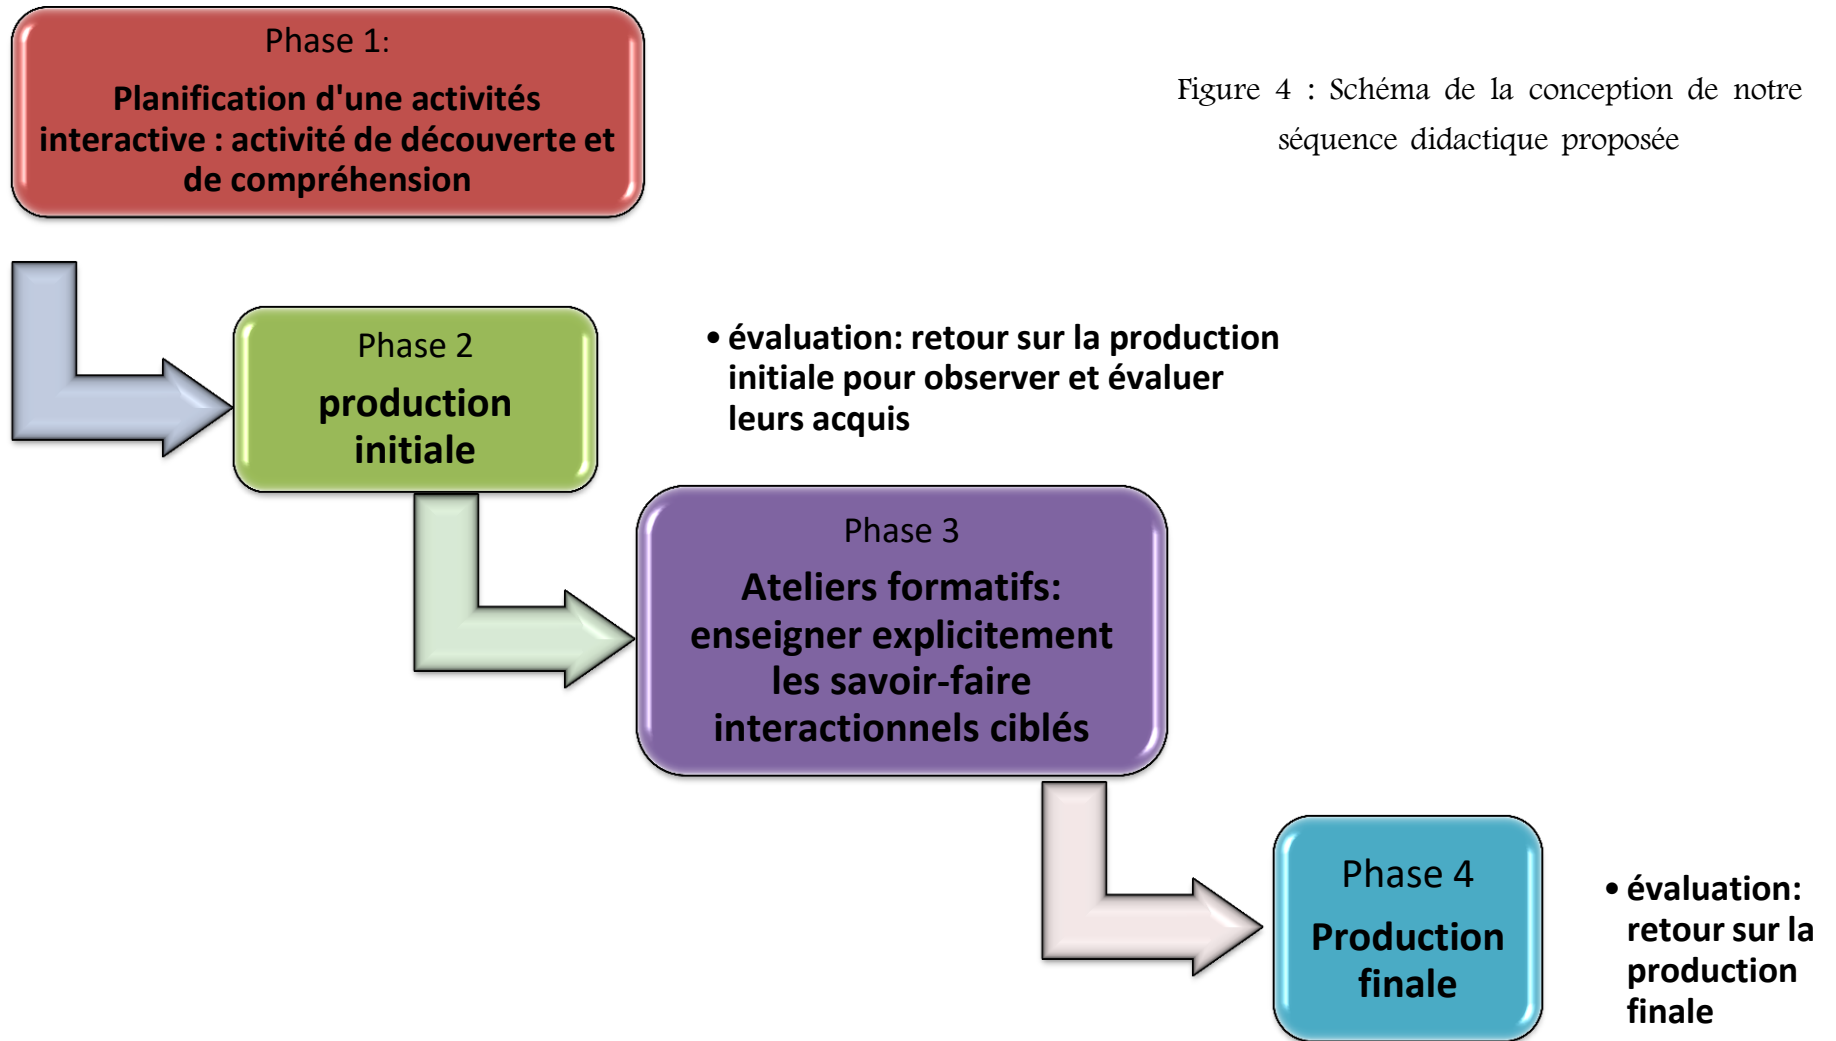 Phase 1:
Planification d'une activités
interactive : activité de découverte et
de compréhension
Figure 4 : Schéma de la conception de notre
séquence didactique proposée
Phase 2
production
initiale
• évaluation: retour sur la production
initiale pour observer et évaluer
leurs acquis
Phase 3
Ateliers formatifs:
enseigner explicitement
les savoir-faire
interactionnels ciblés
Phase 4
Production
finale
• évaluation:
retour sur la
production
finale